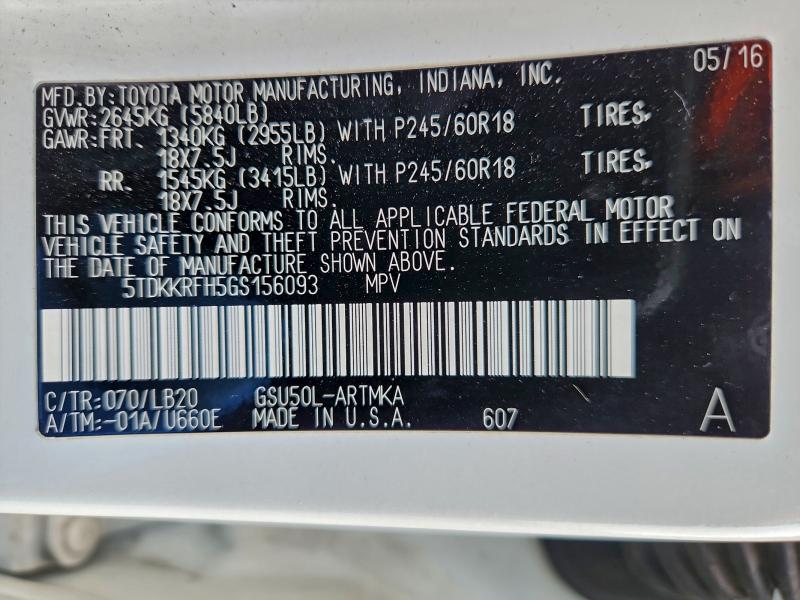 05/16
MFD.BY:TOYOTA MOTOR MANUFACTURING, INDIANA, INC.
GVWR:2645KG (5840LB)
GAWR:FRT. 1340KG (2955LB) WITH P245/60R18 TIRES,
18X7.5J RIMS.
RR. 1545KG (3415LB) WITH P245/60R18 TIRES,
18X7.5J RIMS.
THIS VEHICLE CONFORMS TO ALL APPLICABLE FEDERAL MOTOR
VEHICLE SAFETY AND THEFT PREVENTION STANDARDS IN EFFECT ON
THE DATE OF MANUFACTURE SHOWN ABOVE.
5TDKKRFH5GS156093 MPV
C/TR:070/LB20 GSU50L-ARTMKA
A/TM:-01A/U660E MADE IN U.S.A. 607 A